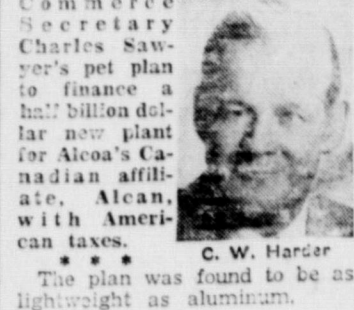 Commerce
Secretary
Charles Saw-
yer's pet plan
to finance a
half billion dol-
lar new plant
for Alcoa's Ca-
nadian affili-
ate, Alcan,
with Ameri-
can taxes.
* * *
C. W. Harder
The plan was found to be as
lightweight as aluminum.